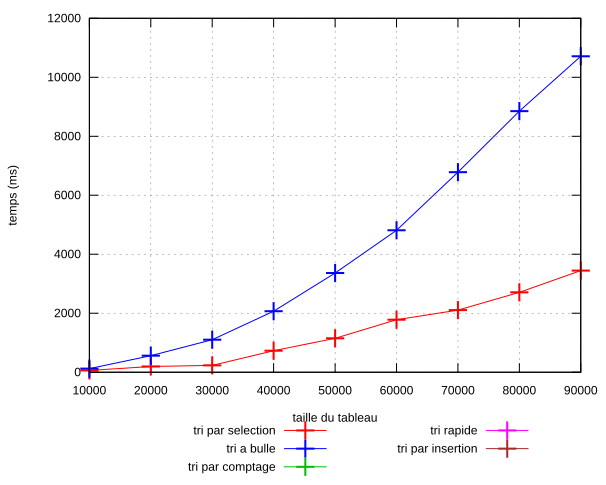 12000
10000
8000
6000
4000
2000
0
temps (ms)
10000 20000 30000 40000 50000 60000 70000 80000 90000
taille du tableau
tri par selection
tri a bulle
tri par comptage
tri rapide
tri par insertion